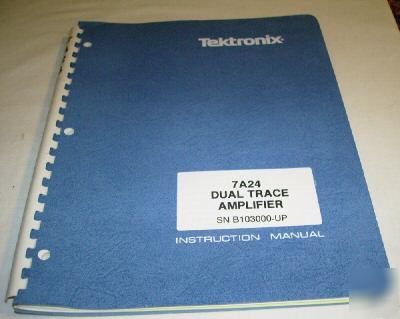 Tektronix
7A24
DUAL TRACE
AMPLIFIER
SN B103000-UP
INSTRUCTION MANUAL